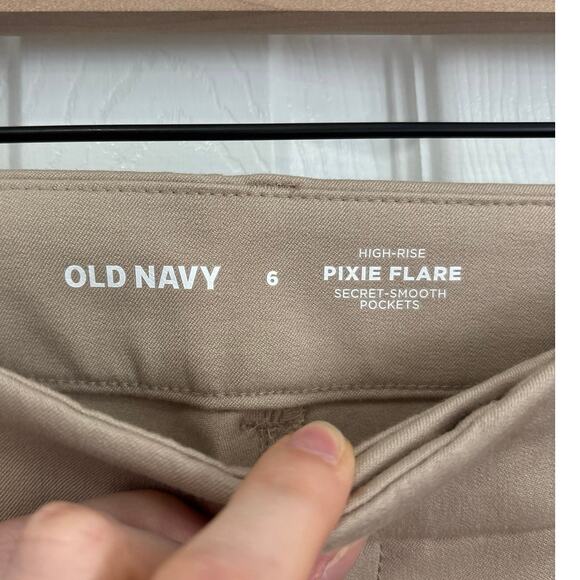 OLD NAVY
6
HIGH-RISE
PIXIE FLARE
SECRET-SMOOTH
POCKETS